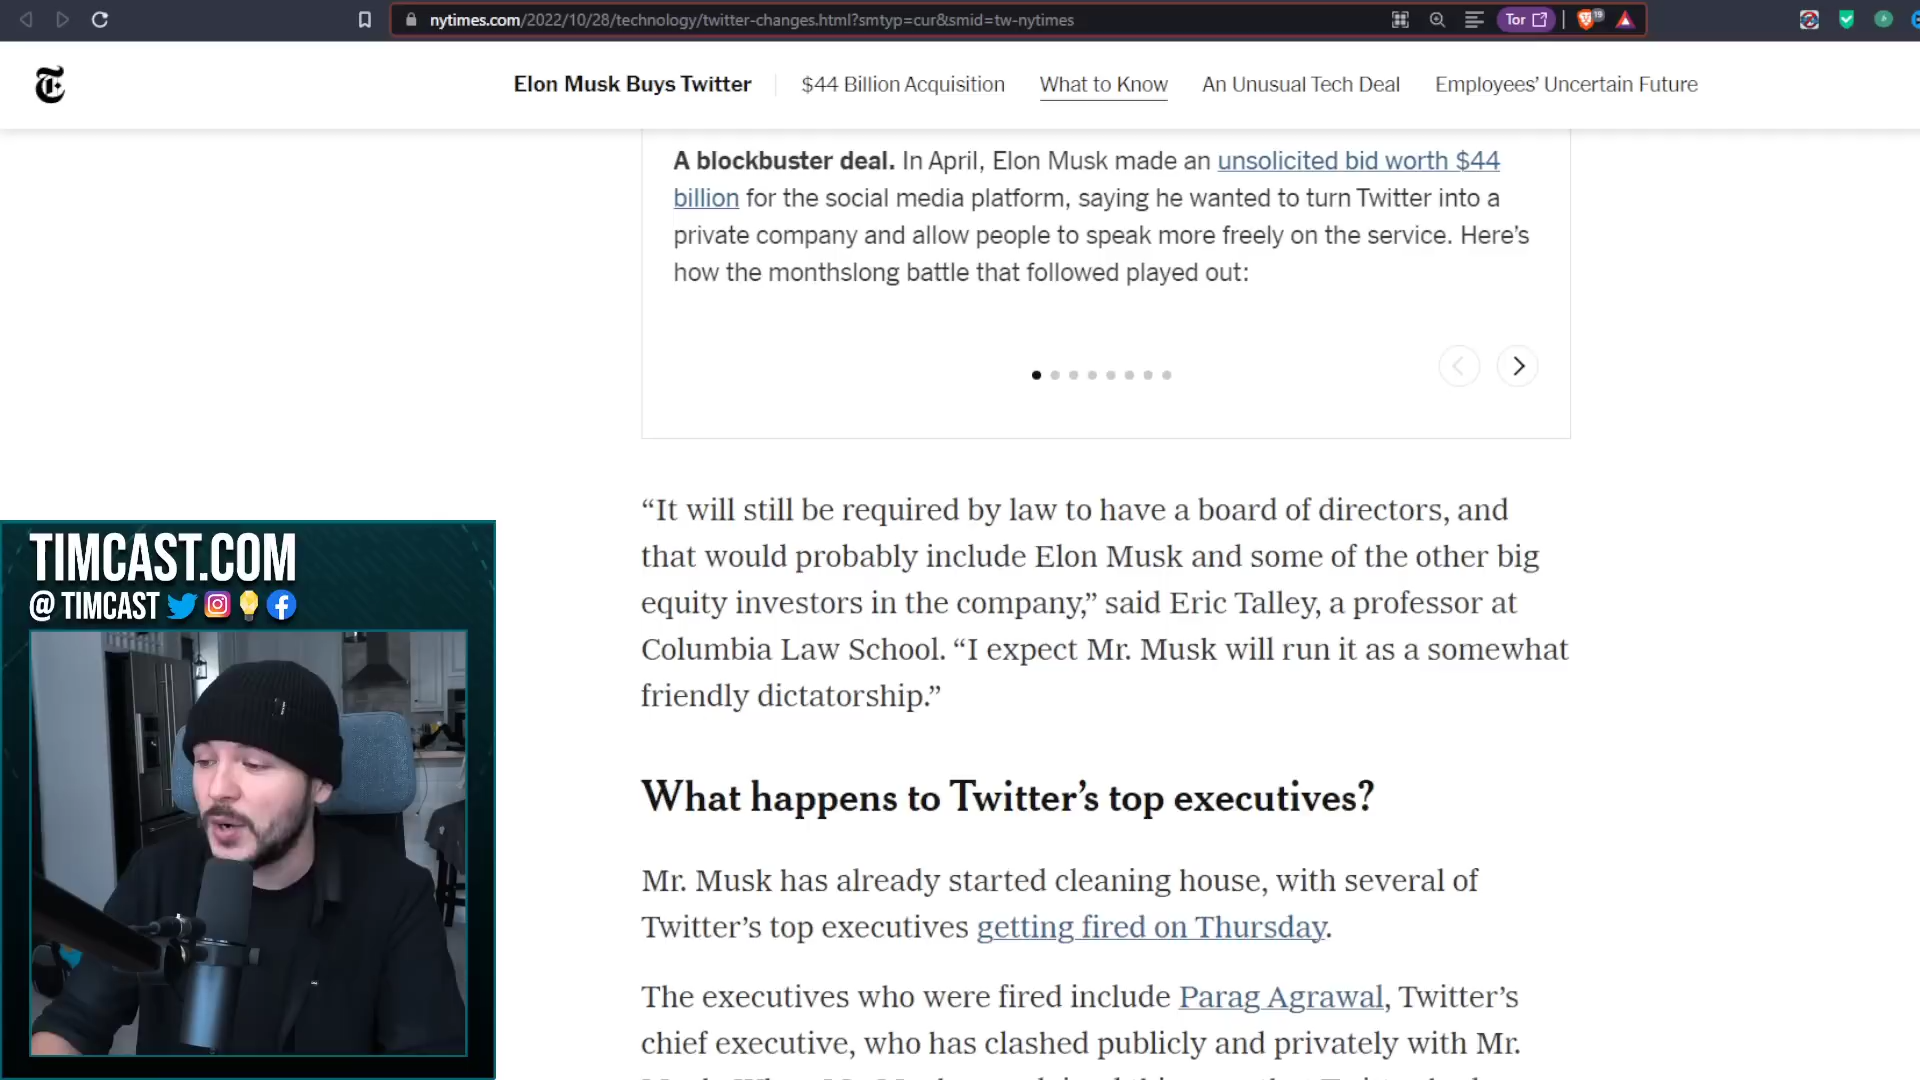 nytimes.com/2022/10/28/technology/twitter-changes.html?smtyp=cur&smid=tw-nytimes
Tor
19
Elon Musk Buys Twitter
$44 Billion Acquisition
What to Know
An Unusual Tech Deal
Employees’ Uncertain Future
A blockbuster deal. In April, Elon Musk made an unsolicited bid worth $44
billion for the social media platform, saying he wanted to turn Twitter into a
private company and allow people to speak more freely on the service. Here’s
how the monthslong battle that followed played out:
“It will still be required by law to have a board of directors, and
that would probably include Elon Musk and some of the other big
equity investors in the company,” said Eric Talley, a professor at
Columbia Law School. “I expect Mr. Musk will run it as a somewhat
friendly dictatorship.”
What happens to Twitter’s top executives?
Mr. Musk has already started cleaning house, with several of
Twitter’s top executives getting fired on Thursday.
The executives who were fired include Parag Agrawal, Twitter’s
chief executive, who has clashed publicly and privately with Mr.
TIMCAST.COM
@ TIMCAST